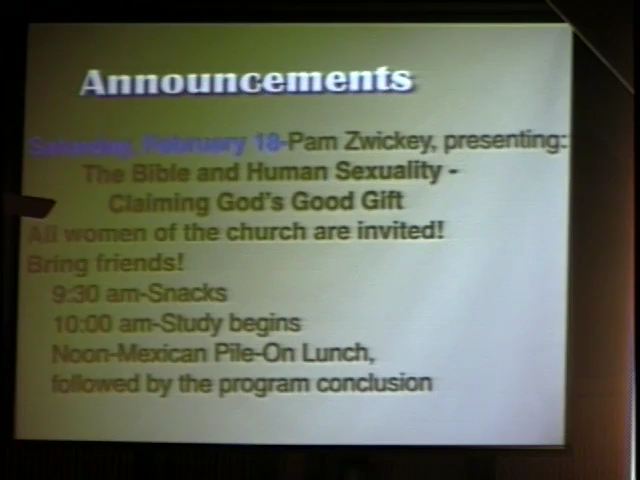 Announcements
Saturday, February 18-Pam Zwickey, presenting:
The Bible and Human Sexuality -
Claiming God's Good Gift
All women of the church are invited!
Bring friends!
9:30 am-Snacks
10:00 am-Study begins
Noon-Mexican Pile-On Lunch,
followed by the program conclusion